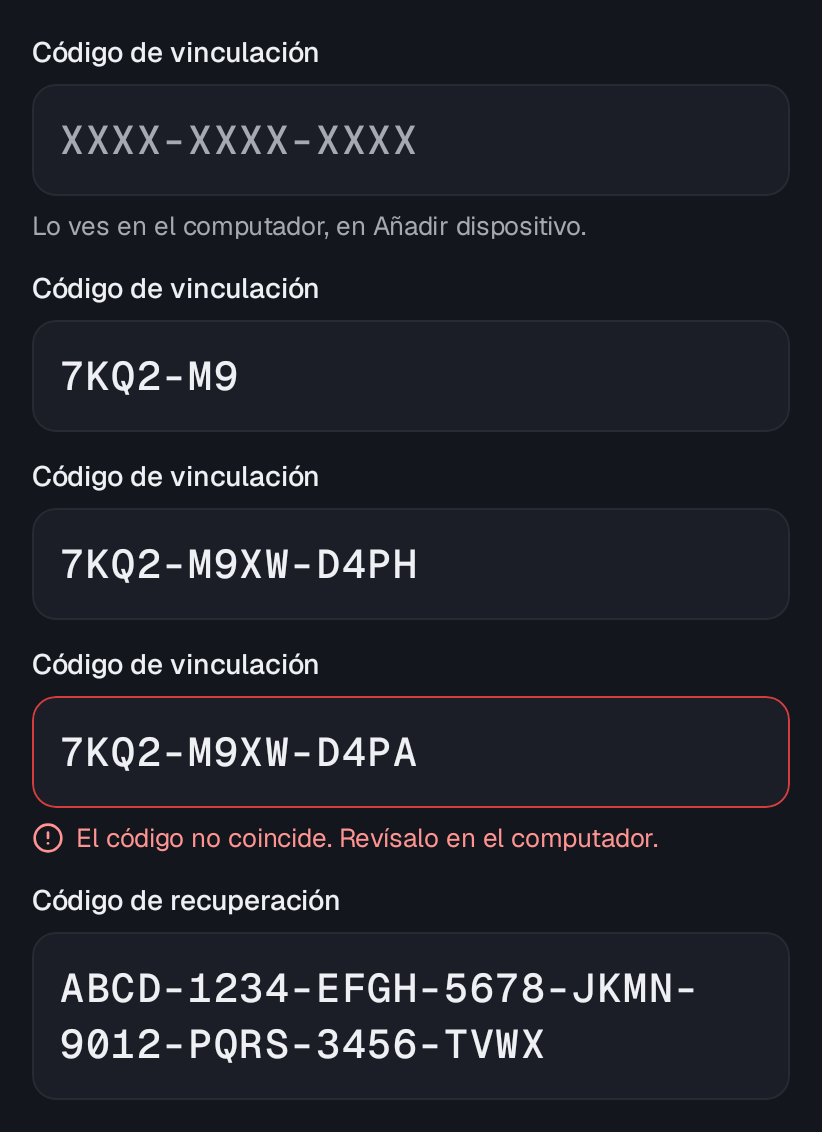 Código de vinculación
XXXX-XXXX-XXXX
Lo ves en el computador, en Añadir dispositivo.
Código de vinculación
7KQ2-M9
Código de vinculación
7KQ2-M9XW-D4PH
Código de vinculación
7KQ2-M9XW-D4PA
El código no coincide. Revísalo en el computador.
Código de recuperación
ABCD-1234-EFGH-5678-JKMN-
9012-PQRS-3456-TVWX